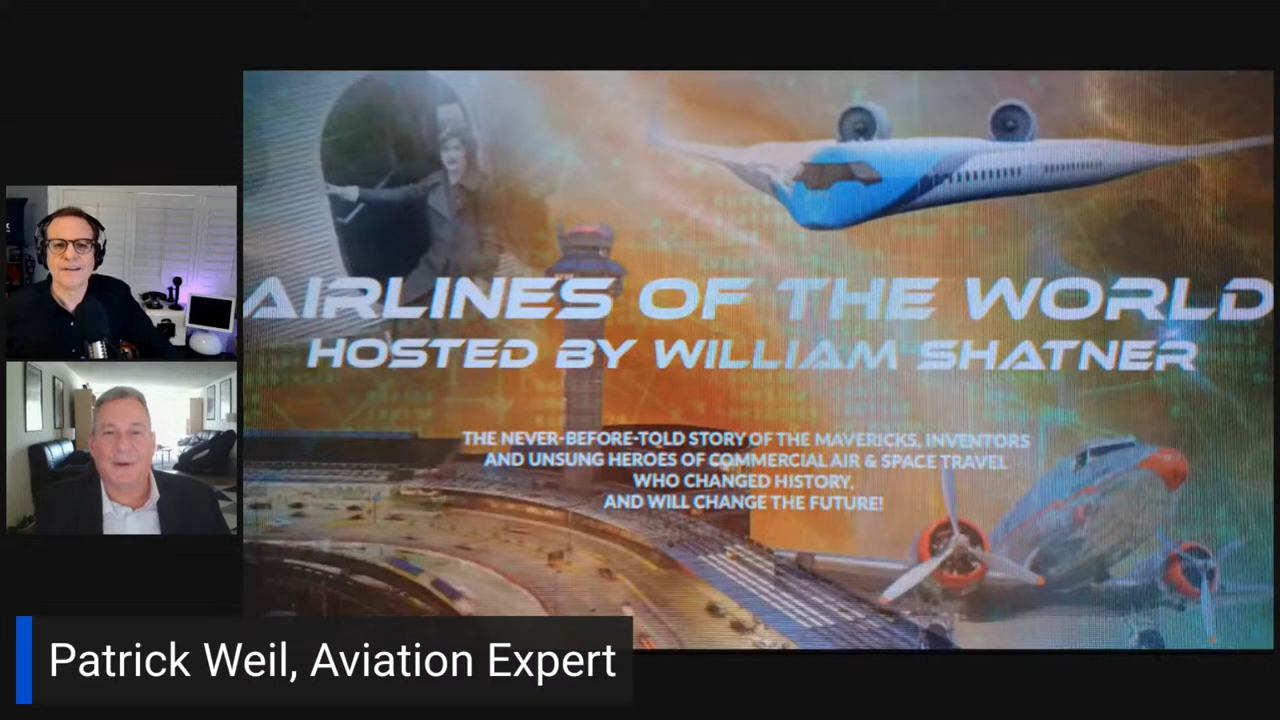 AIRLINES OF THE WORLD
HOSTED BY WILLIAM SHATNER
THE NEVER-BEFORE-TOLD STORY OF THE MAVERICKS, INVENTORS
AND UNSUNG HEROES OF COMMERCIAL AIR & SPACE TRAVEL
WHO CHANGED HISTORY,
AND WILL CHANGE THE FUTURE!
Patrick Weil, Aviation Expert